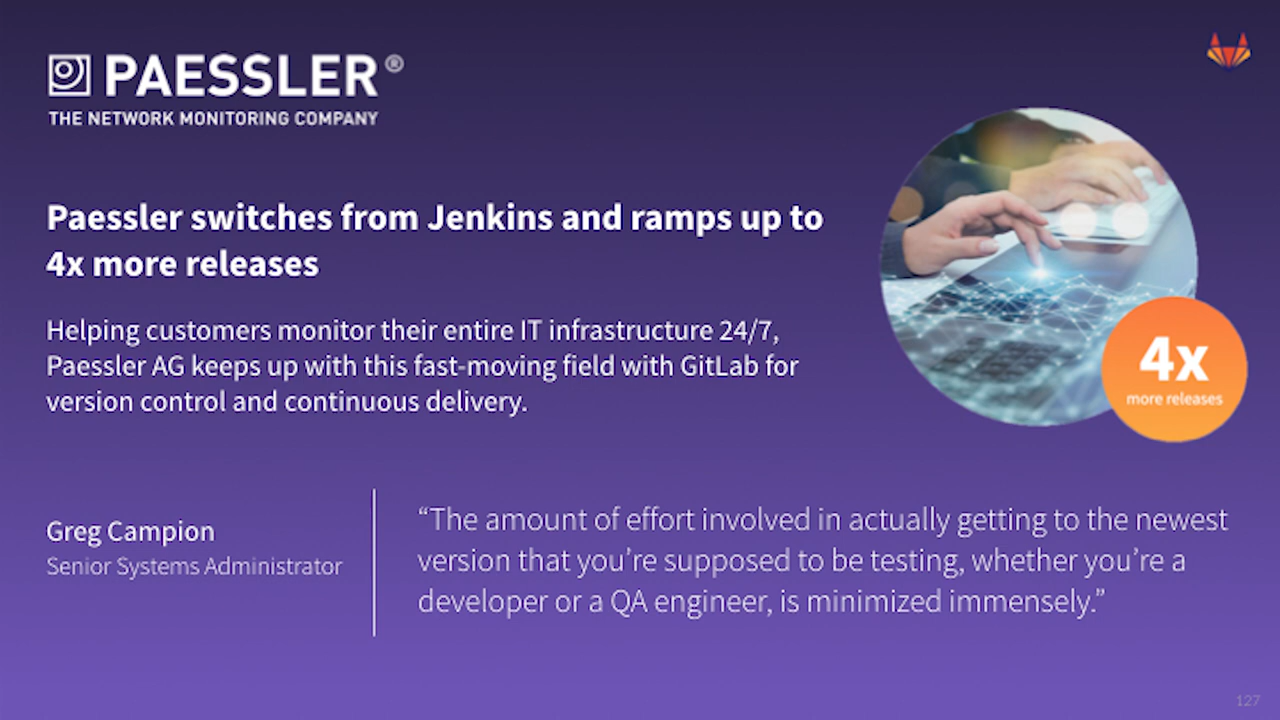 PAESSLER®
THE NETWORK MONITORING COMPANY
Paessler switches from Jenkins and ramps up to
4x more releases
Helping customers monitor their entire IT infrastructure 24/7,
Paessler AG keeps up with this fast-moving field with GitLab for
version control and continuous delivery.
4x
more releases
Greg Campion
Senior Systems Administrator
“The amount of effort involved in actually getting to the newest
version that you’re supposed to be testing, whether you’re a
developer or a QA engineer, is minimized immensely.”
127